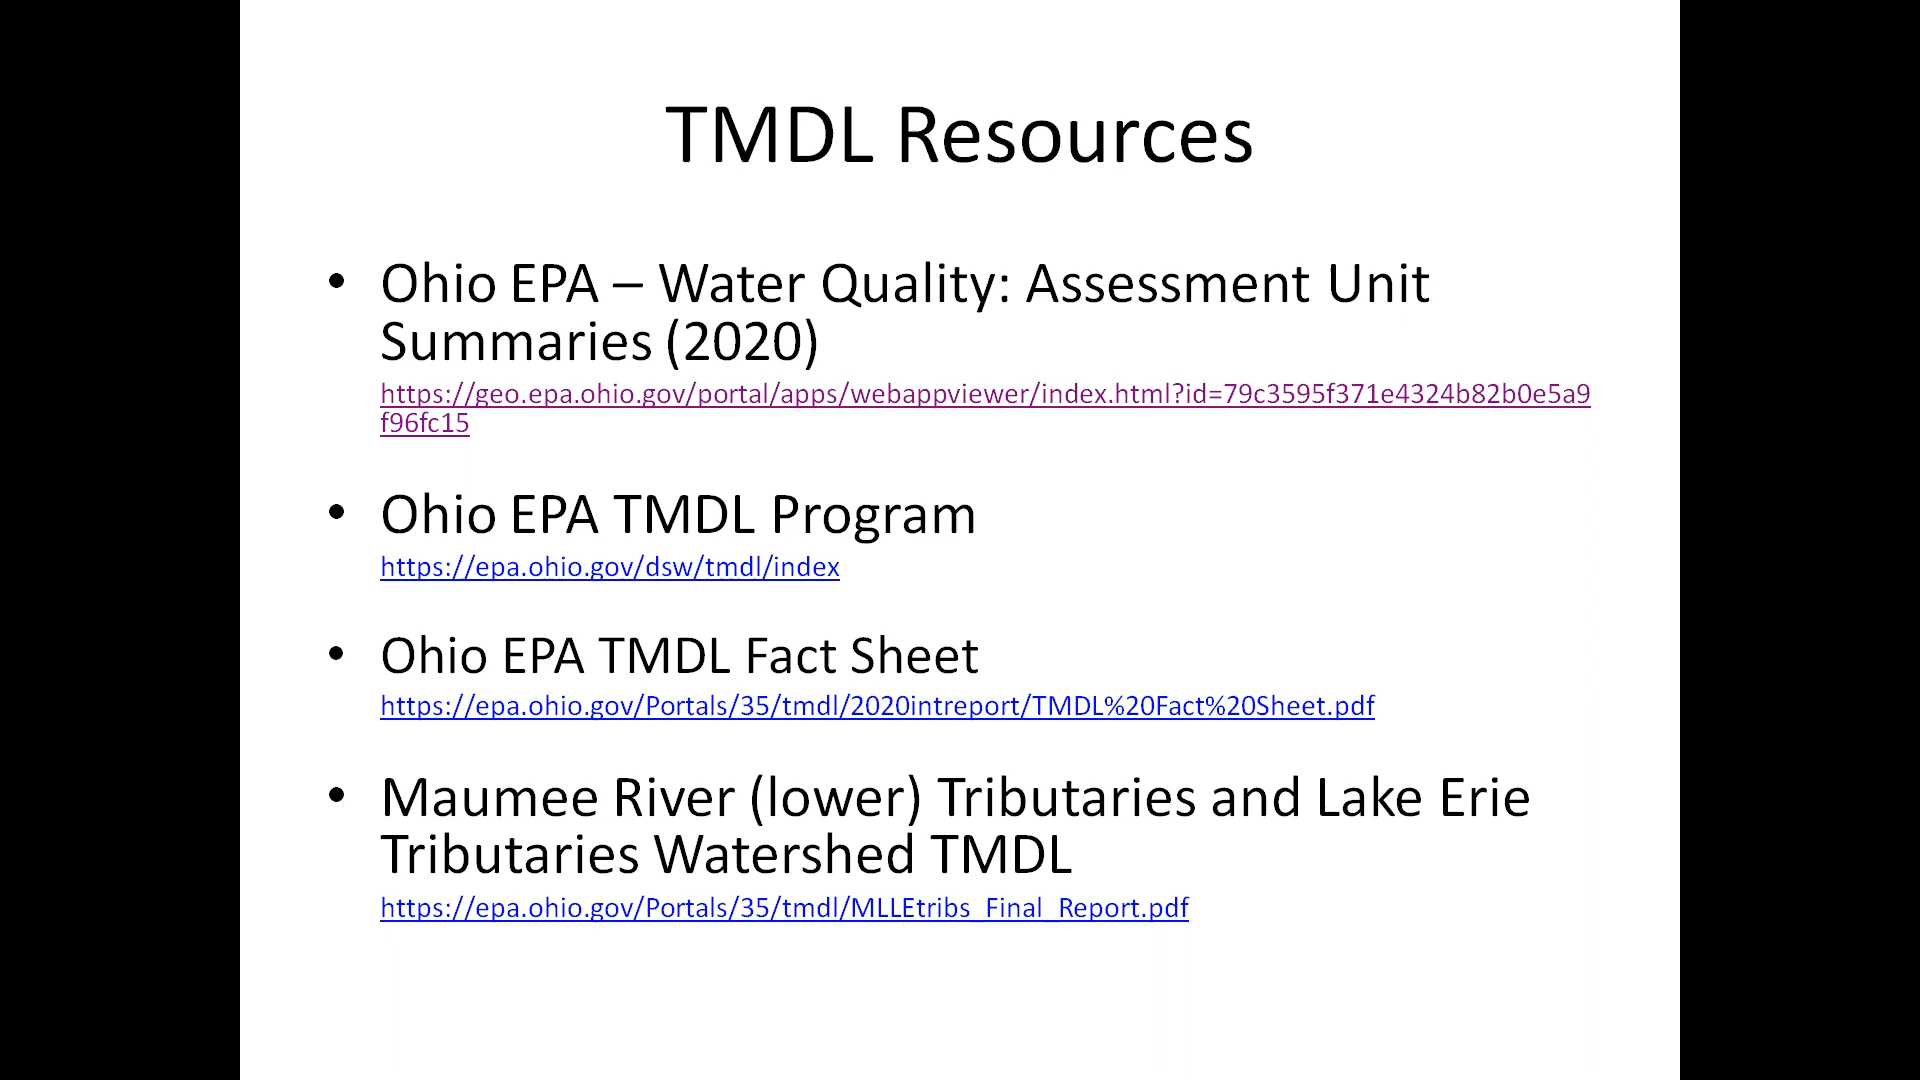 TMDL Resources
• Ohio EPA – Water Quality: Assessment Unit
Summaries (2020)
https://geo.epa.ohio.gov/portal/apps/webappviewer/index.html?id=79c3595f371e4324b82b0e5a9
f96fc15
• Ohio EPA TMDL Program
https://epa.ohio.gov/dsw/tmdl/index
• Ohio EPA TMDL Fact Sheet
https://epa.ohio.gov/Portals/35/tmdl/2020intreport/TMDL%20Fact%20Sheet.pdf
• Maumee River (lower) Tributaries and Lake Erie
Tributaries Watershed TMDL
https://epa.ohio.gov/Portals/35/tmdl/MLLEtribs_Final_Report.pdf